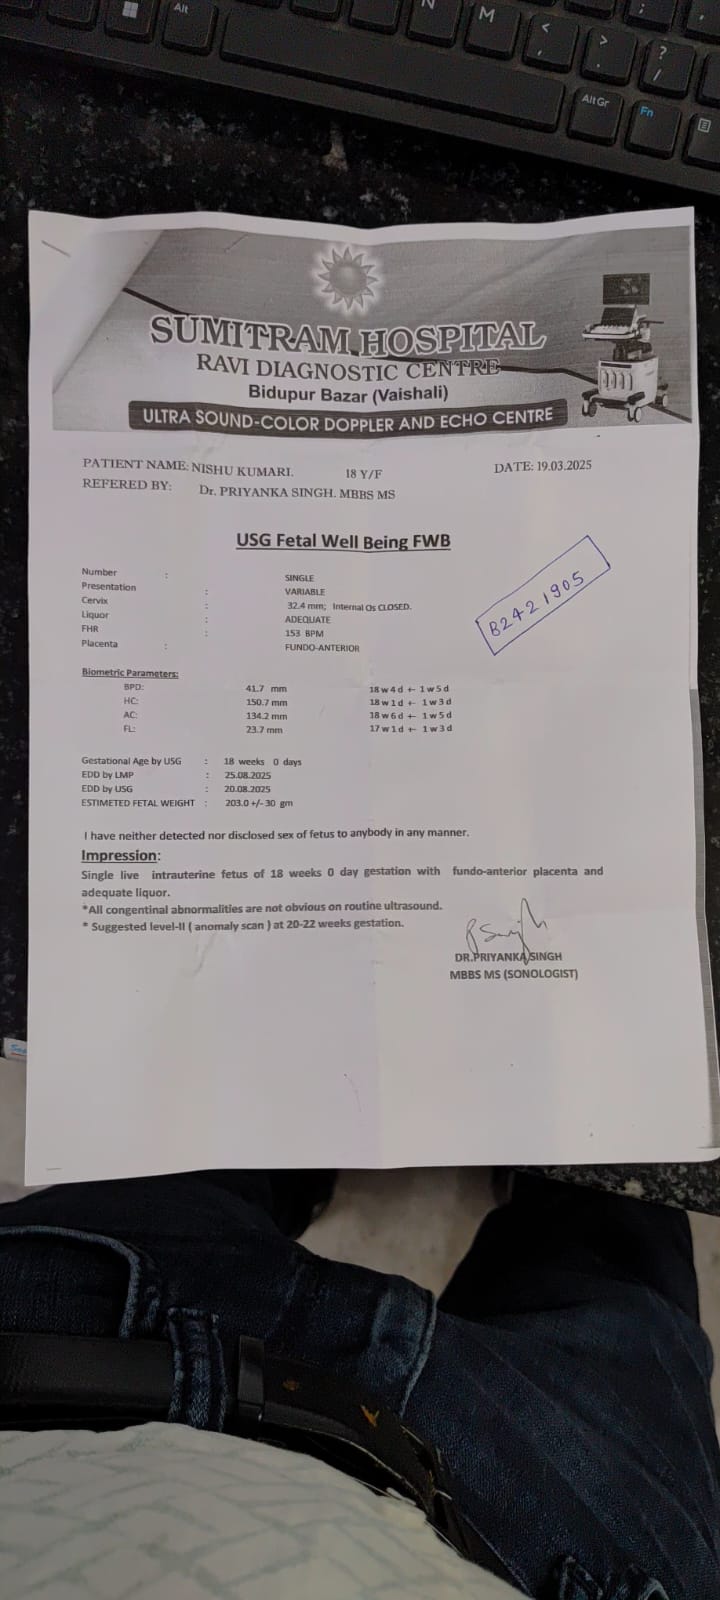 Alt
N
M
<
,
>
.
?
/
;
Alt Gr
Fn
SUMITRAM HOSPITAL
RAVI DIAGNOSTIC CENTRE
Bidupur Bazar (Vaishali)
ULTRA SOUND-COLOR DOPPLER AND ECHO CENTRE
PATIENT NAME: NISHU KUMARI. 18 Y/F DATE: 19.03.2025
REFERED BY: Dr. PRIYANKA SINGH. MBBS MS
USG Fetal Well Being FWB
Number : SINGLE
Presentation : VARIABLE
Cervix : 32.4 mm; Internal Os CLOSED.
Liquor : ADEQUATE
FHR : 153 BPM
Placenta : FUNDO-ANTERIOR
B2421905
Biometric Parameters:
BPD: 41.7 mm 18 w 4 d +- 1 w 5 d
HC: 150.7 mm 18 w 1 d +- 1 w 3 d
AC: 134.2 mm 18 w 6 d +- 1 w 5 d
FL: 23.7 mm 17 w 1 d +- 1 w 3 d
Gestational Age by USG : 18 weeks 0 days
EDD by LMP : 25.08.2025
EDD by USG : 20.08.2025
ESTIMETED FETAL WEIGHT : 203.0 +/- 30 gm
I have neither detected nor disclosed sex of fetus to anybody in any manner.
Impression:
Single live intrauterine fetus of 18 weeks 0 day gestation with fundo-anterior placenta and
adequate liquor.
*All congentinal abnormalities are not obvious on routine ultrasound.
* Suggested level-II ( anomaly scan ) at 20-22 weeks gestation.
P Singh
DR.PRIYANKA SINGH
MBBS MS (SONOLOGIST)